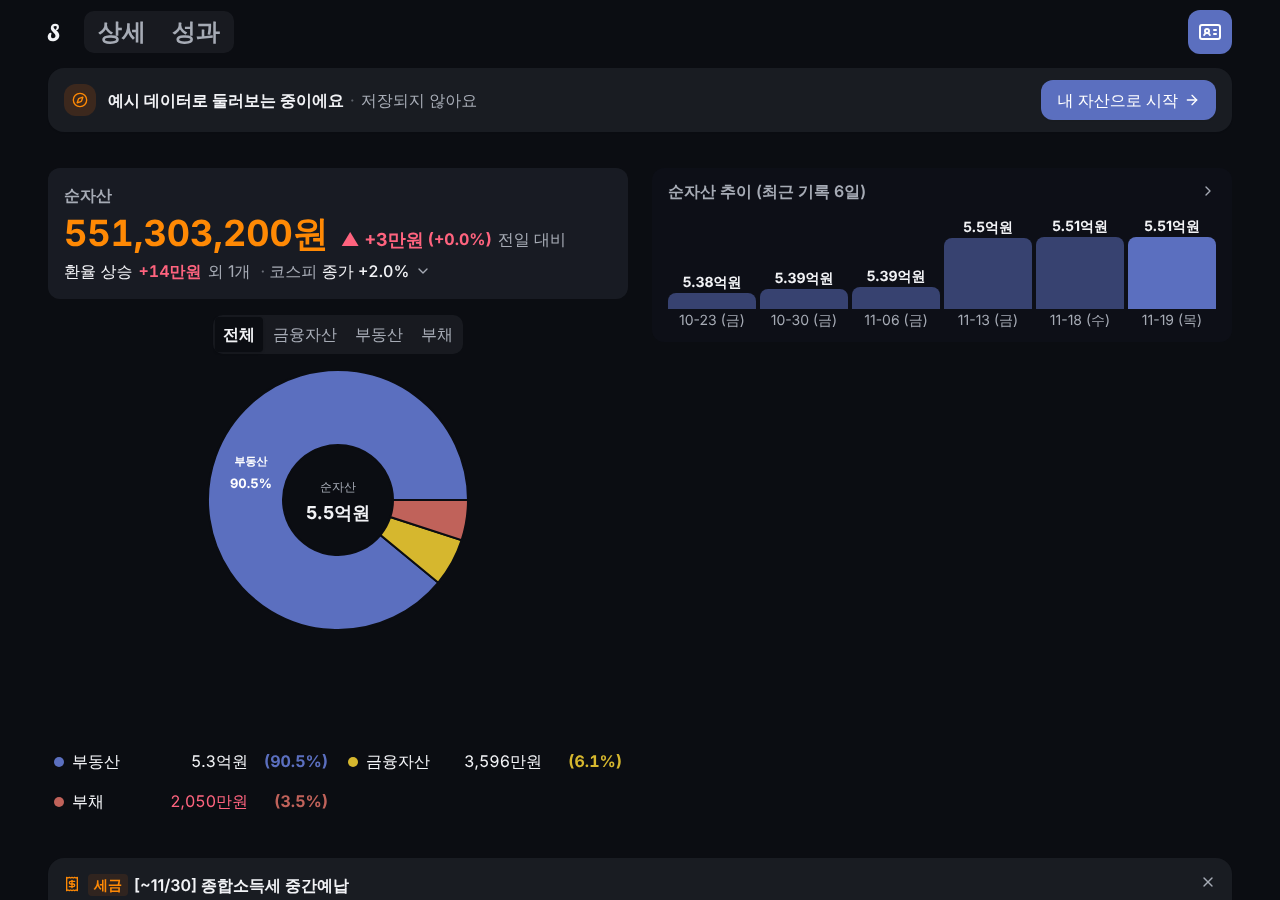 상세 성과
예시 데이터로 둘러보는 중이에요 · 저장되지 않아요
내 자산으로 시작 →
순자산
551,303,200원 ▲ +3만원 (+0.0%) 전일 대비
환율 상승 +14만원 외 1개 · 코스피 종가 +2.0%
순자산 추이 (최근 기록 6일)
5.38억원 5.39억원 5.39억원 5.5억원 5.51억원 5.51억원
10-23 (금) 10-30 (금) 11-06 (금) 11-13 (금) 11-18 (수) 11-19 (목)
전체 금융자산 부동산 부채
부동산
90.5%
순자산
5.5억원
부동산 5.3억원 (90.5%) 금융자산 3,596만원 (6.1%)
부채 2,050만원 (3.5%)
세금 [~11/30] 종합소득세 중간예납